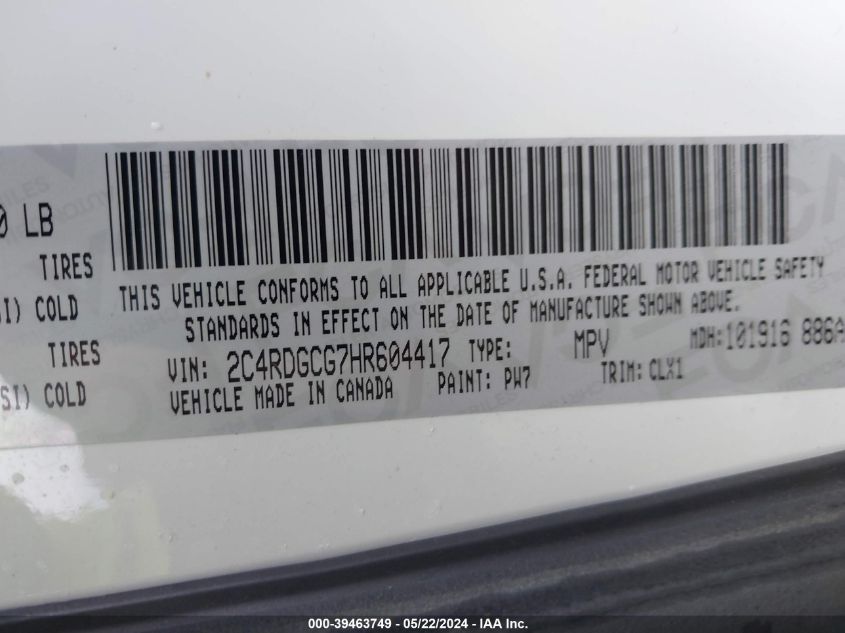 0 LB
TIRES
SI) COLD
TIRES
SI) COLD
THIS VEHICLE CONFORMS TO ALL APPLICABLE U.S.A. FEDERAL MOTOR VEHICLE SAFETY
STANDARDS IN EFFECT ON THE DATE OF MANUFACTURE SHOWN ABOVE.
VIN: 2C4RDGCG7HR604417 TYPE: MPV MDH:101916 886A
VEHICLE MADE IN CANADA PAINT: PW7 TRIM: CLX1
000-39463749 - 05/22/2024 - IAA Inc.